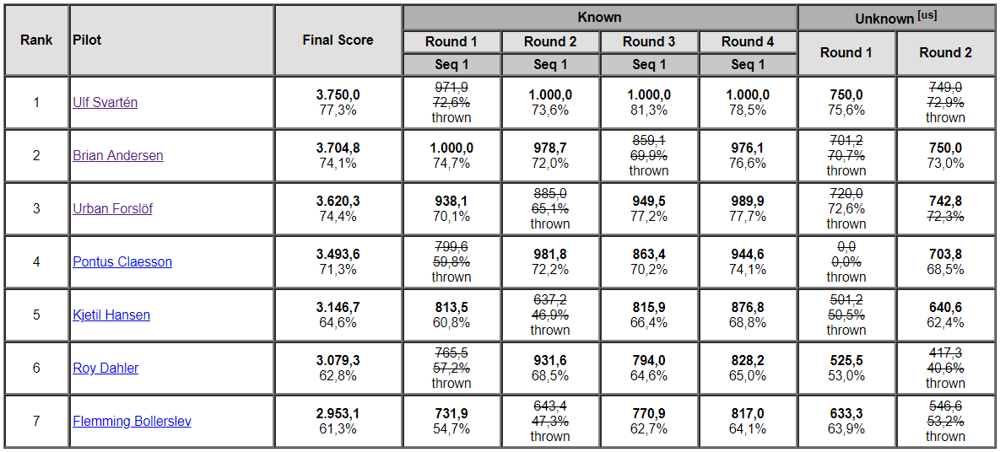 Rank Pilot Final Score Known Unknown [us]
Round 1 Round 2 Round 3 Round 4 Round 1 Round 2
Seq 1 Seq 1 Seq 1 Seq 1
1 Ulf Svartén 3.750,0 971,9 1.000,0 1.000,0 1.000,0 750,0 749,0
77,3% 72,6% 73,6% 81,3% 78,5% 75,6% 72,9%
thrown thrown
2 Brian Andersen 3.704,8 1.000,0 978,7 859,1 976,1 701,2 750,0
74,1% 74,7% 72,0% 69,9% 76,6% 70,7% 73,0%
thrown thrown
3 Urban Forslöf 3.620,3 938,1 885,0 949,5 989,9 720,0 742,8
74,4% 70,1% 65,1% 77,2% 77,7% 72,6% 72,3%
thrown thrown
4 Pontus Claesson 3.493,6 799,6 981,8 863,4 944,6 0,0 703,8
71,3% 59,8% 72,2% 70,2% 74,1% 0,0% 68,5%
thrown thrown
5 Kjetil Hansen 3.146,7 813,5 637,2 815,9 876,8 501,2 640,6
64,6% 60,8% 46,9% 66,4% 68,8% 50,5% 62,4%
thrown thrown
6 Roy Dahler 3.079,3 765,5 931,6 794,0 828,2 525,5 417,3
62,8% 57,2% 68,5% 64,6% 65,0% 53,0% 40,6%
thrown thrown
7 Flemming Bollerslev 2.953,1 731,9 643,4 770,9 817,0 633,3 546,6
61,3% 54,7% 47,3% 62,7% 64,1% 63,9% 53,2%
thrown thrown